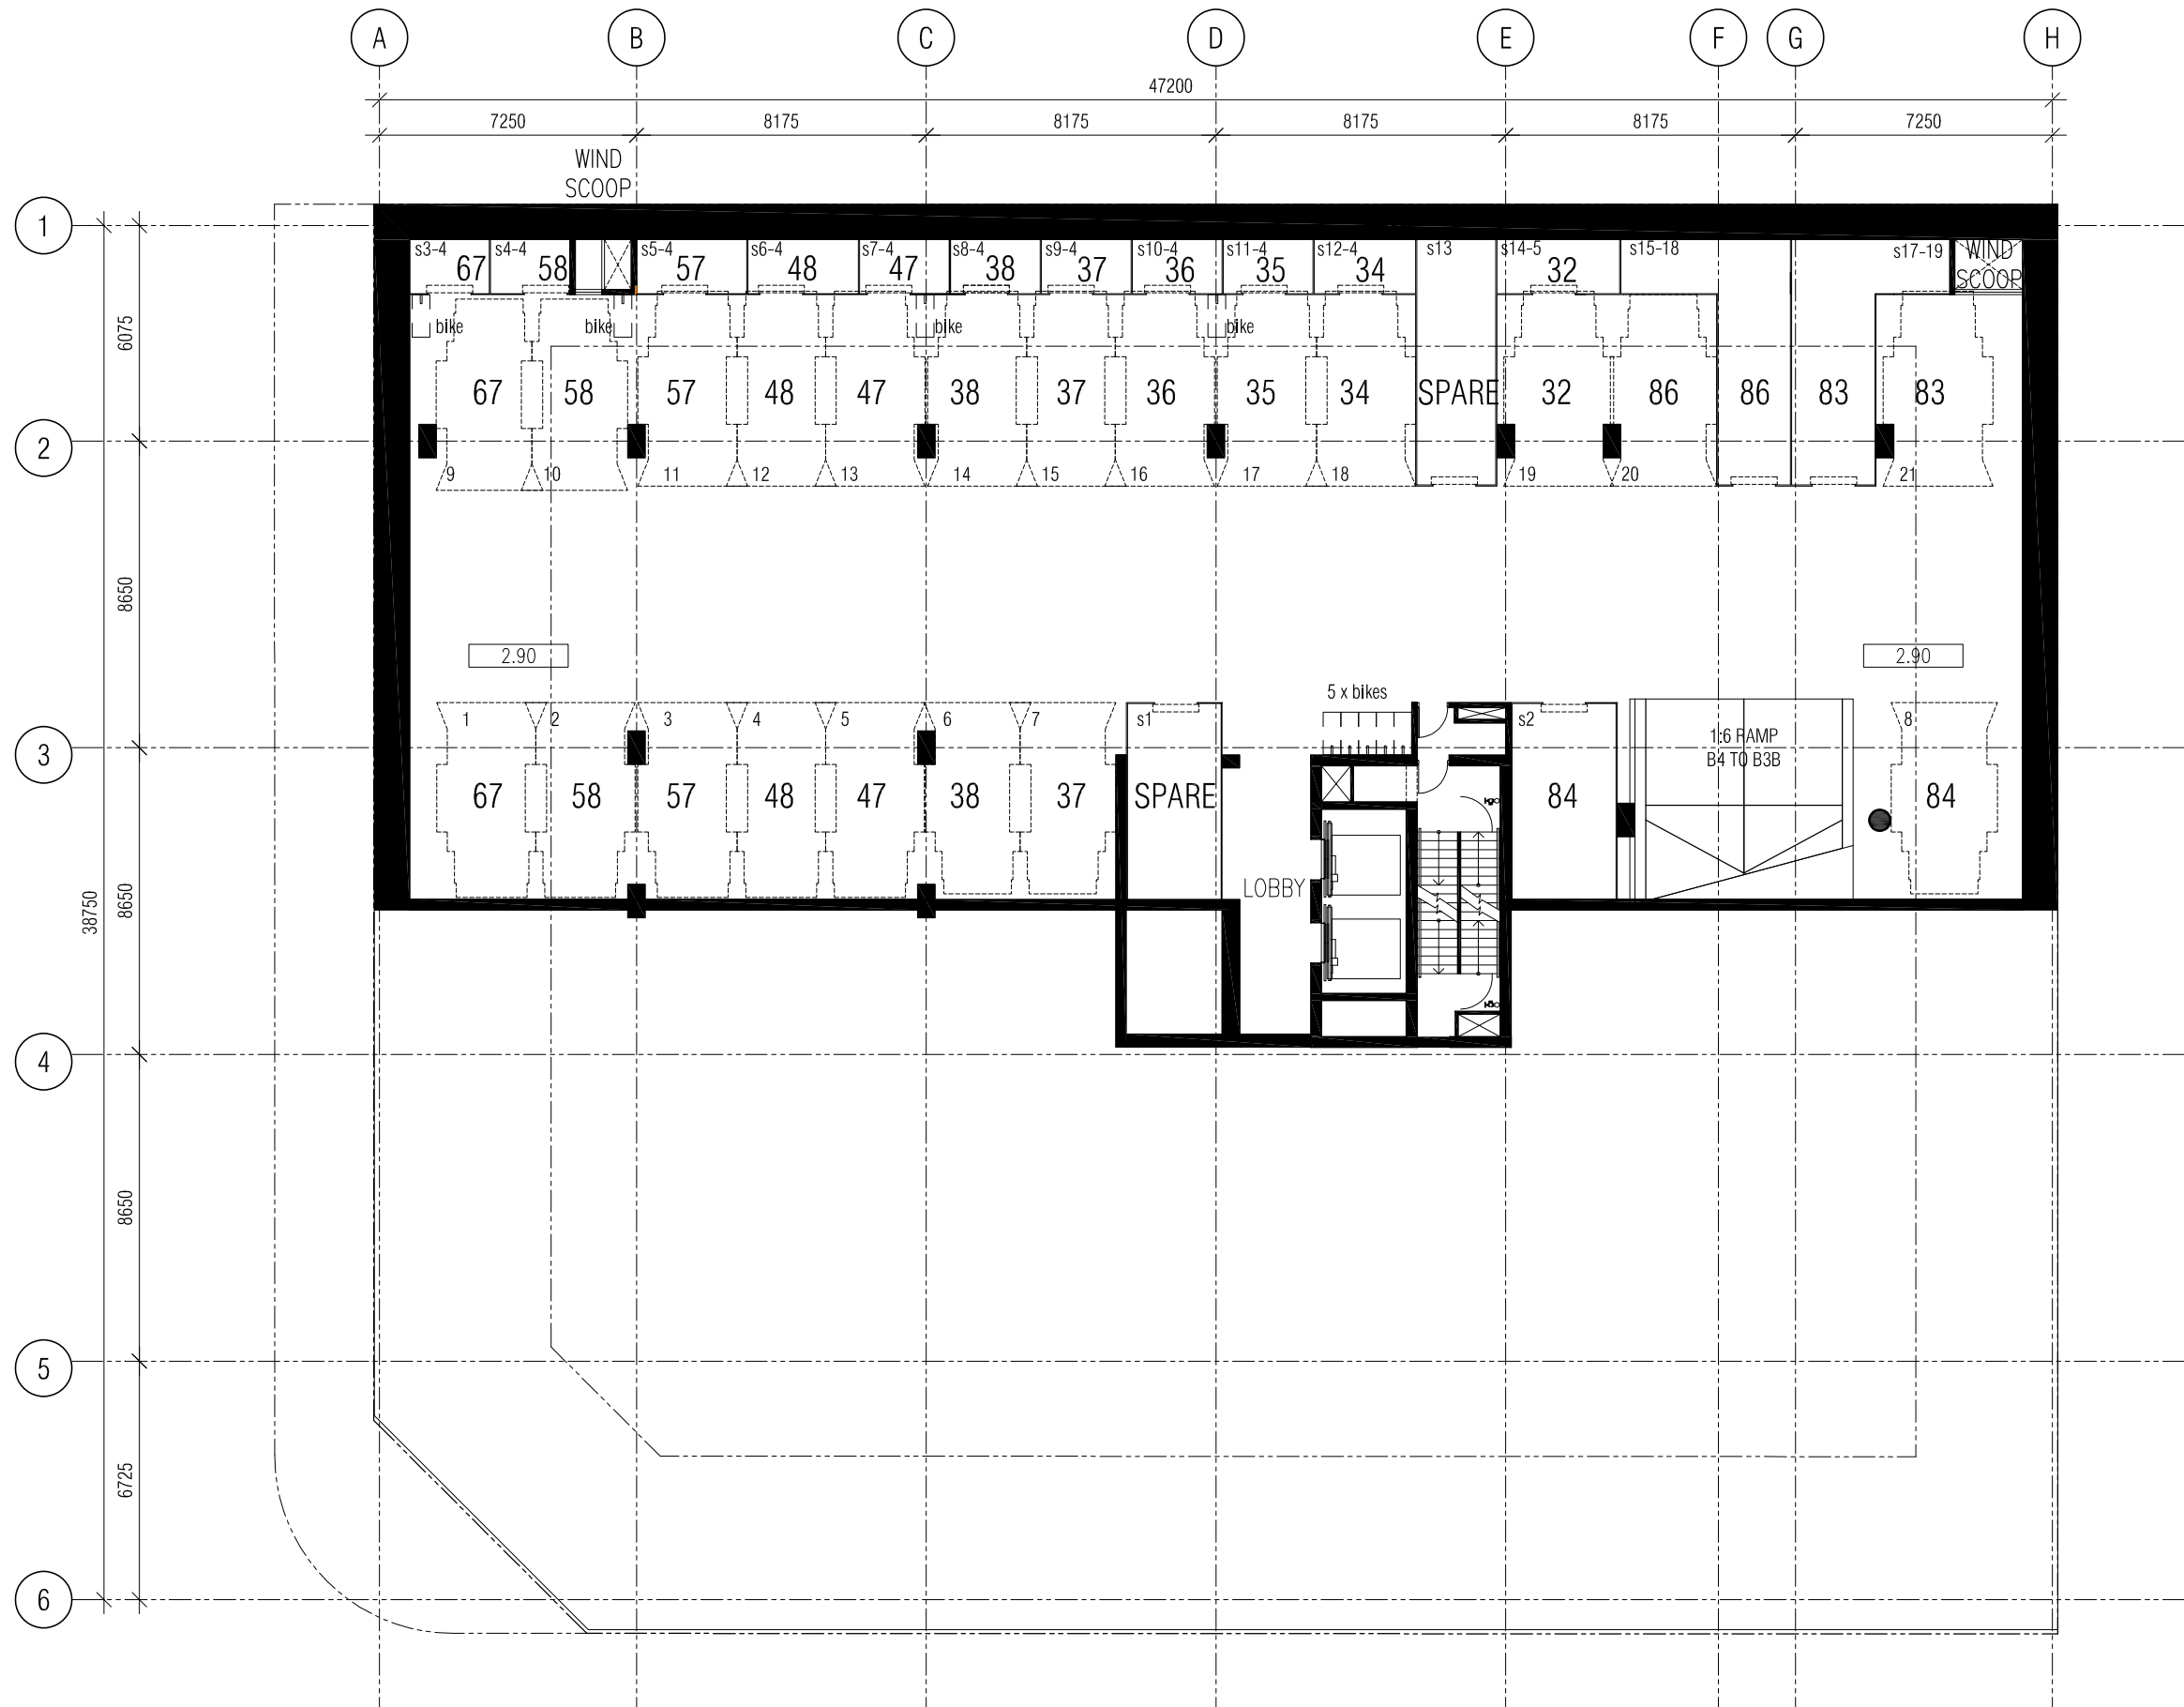 A B C D E F G H
47200
7250 8175 8175 8175 8175 7250
WIND
SCOOP
1
s3-4 s4-4 s5-4 s6-4 s7-4 s8-4 s9-4 s10-4 s11-4 s12-4 s13 s14-5 s15-18 s17-19 WIND
67 58 57 48 47 38 37 36 35 34 32 SCOOP
6075
bike bike bike bike
67 58 57 48 47 38 37 36 35 34 SPARE 32 86 86 83 83
2
9 10 11 12 13 14 15 16 17 18 19 20 21
8650
2.90 2.90
5 x bikes
1 2 3 4 5 6 7 s1 s2 8
3
1:6 RAMP
B4 TO B3B
67 58 57 48 47 38 37 SPARE 84 84
LOBBY
38750
8650
4
8650
5
6725
6